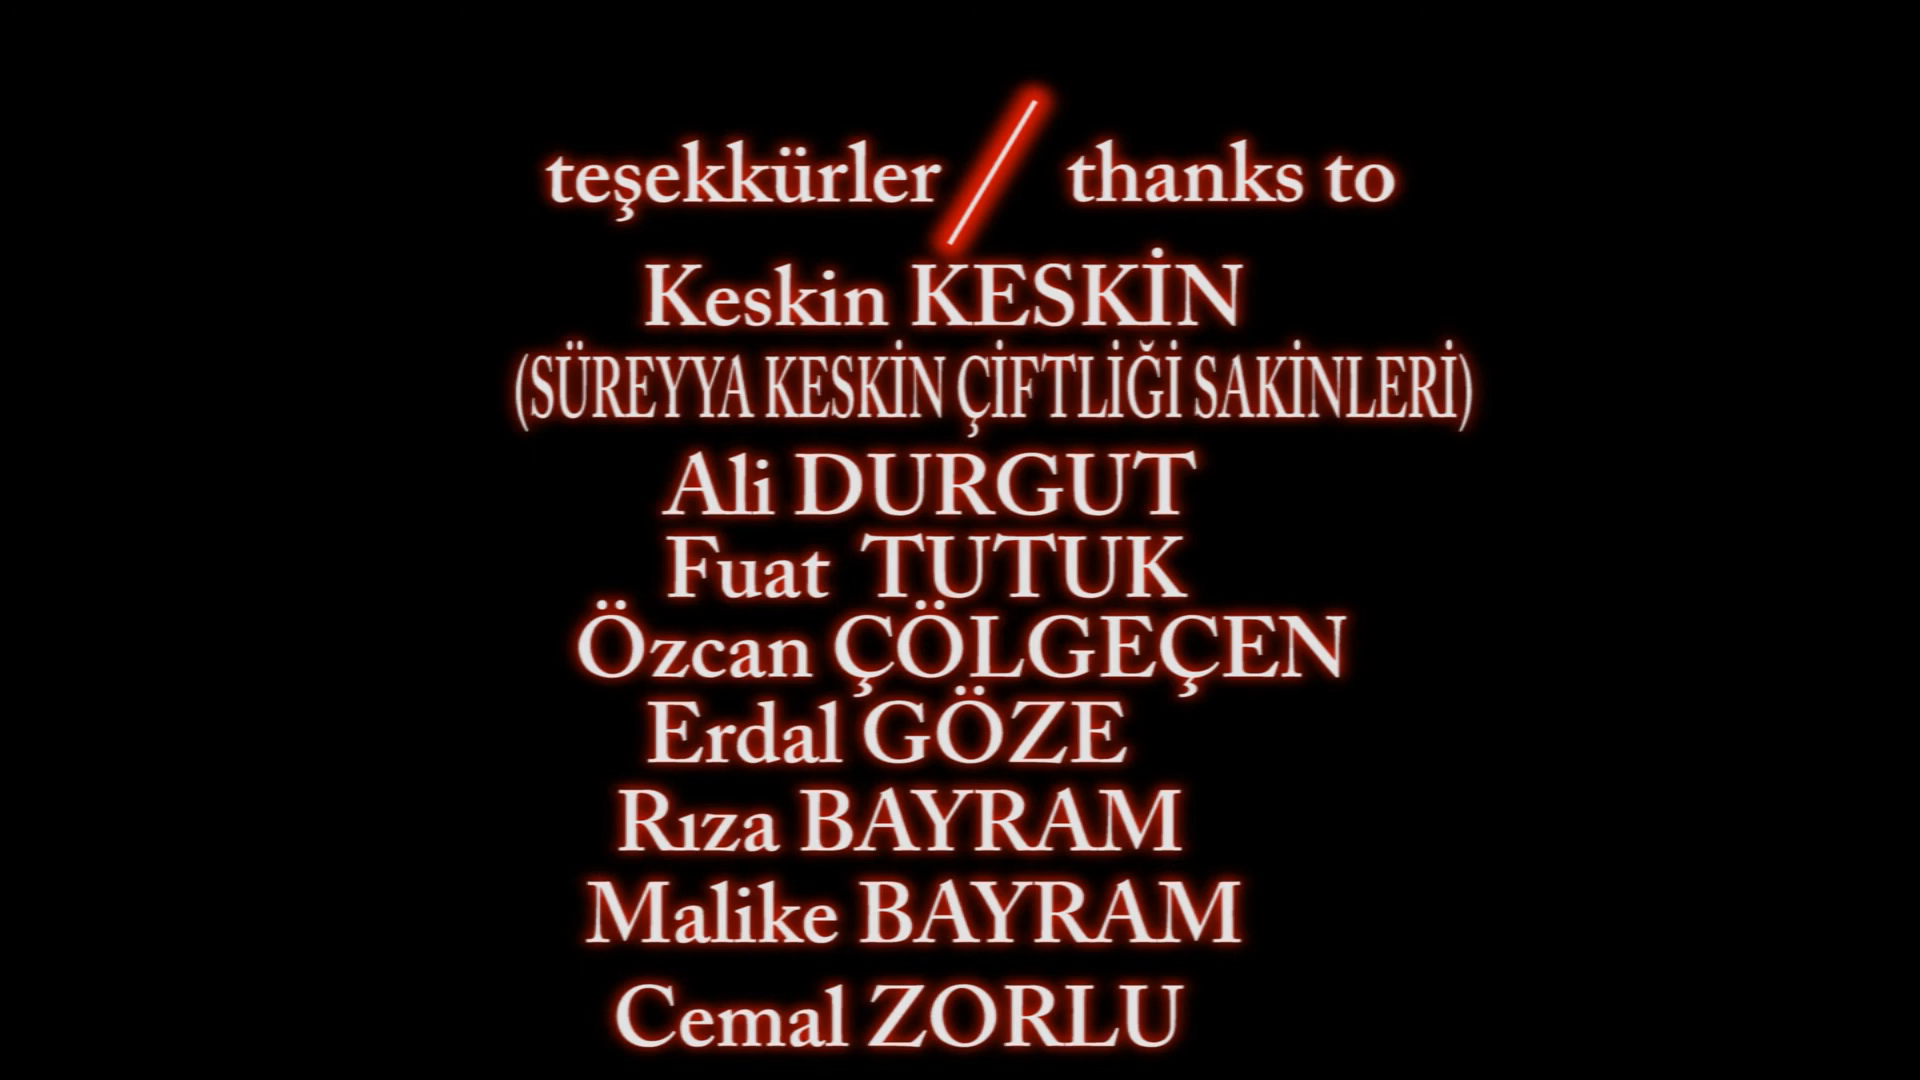 teşekkürler / thanks to
Keskin KESKİN
(SÜREYYA KESKİN ÇİFTLİĞİ SAKİNLERİ)
Ali DURGUT
Fuat TUTUK
Özcan ÇÖLGEÇEN
Erdal GÖZE
Rıza BAYRAM
Malike BAYRAM
Cemal ZORLU